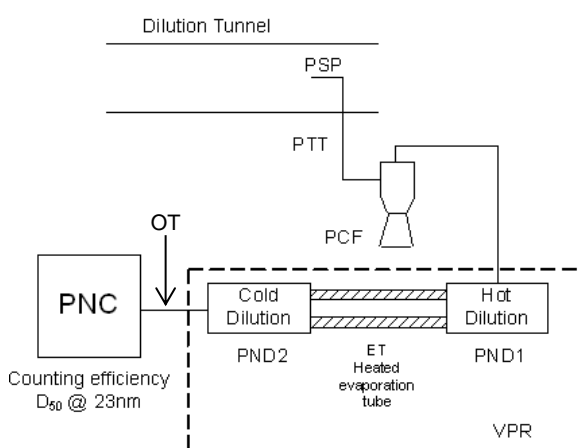 Dilution Tunnel
PSP
PTT
PCF
OT
PNC
Cold
Dilution
Hot
Dilution
PND2
ET
Heated
evaporation
tube
PND1
Counting efficiency
D₅₀ @ 23nm
VPR